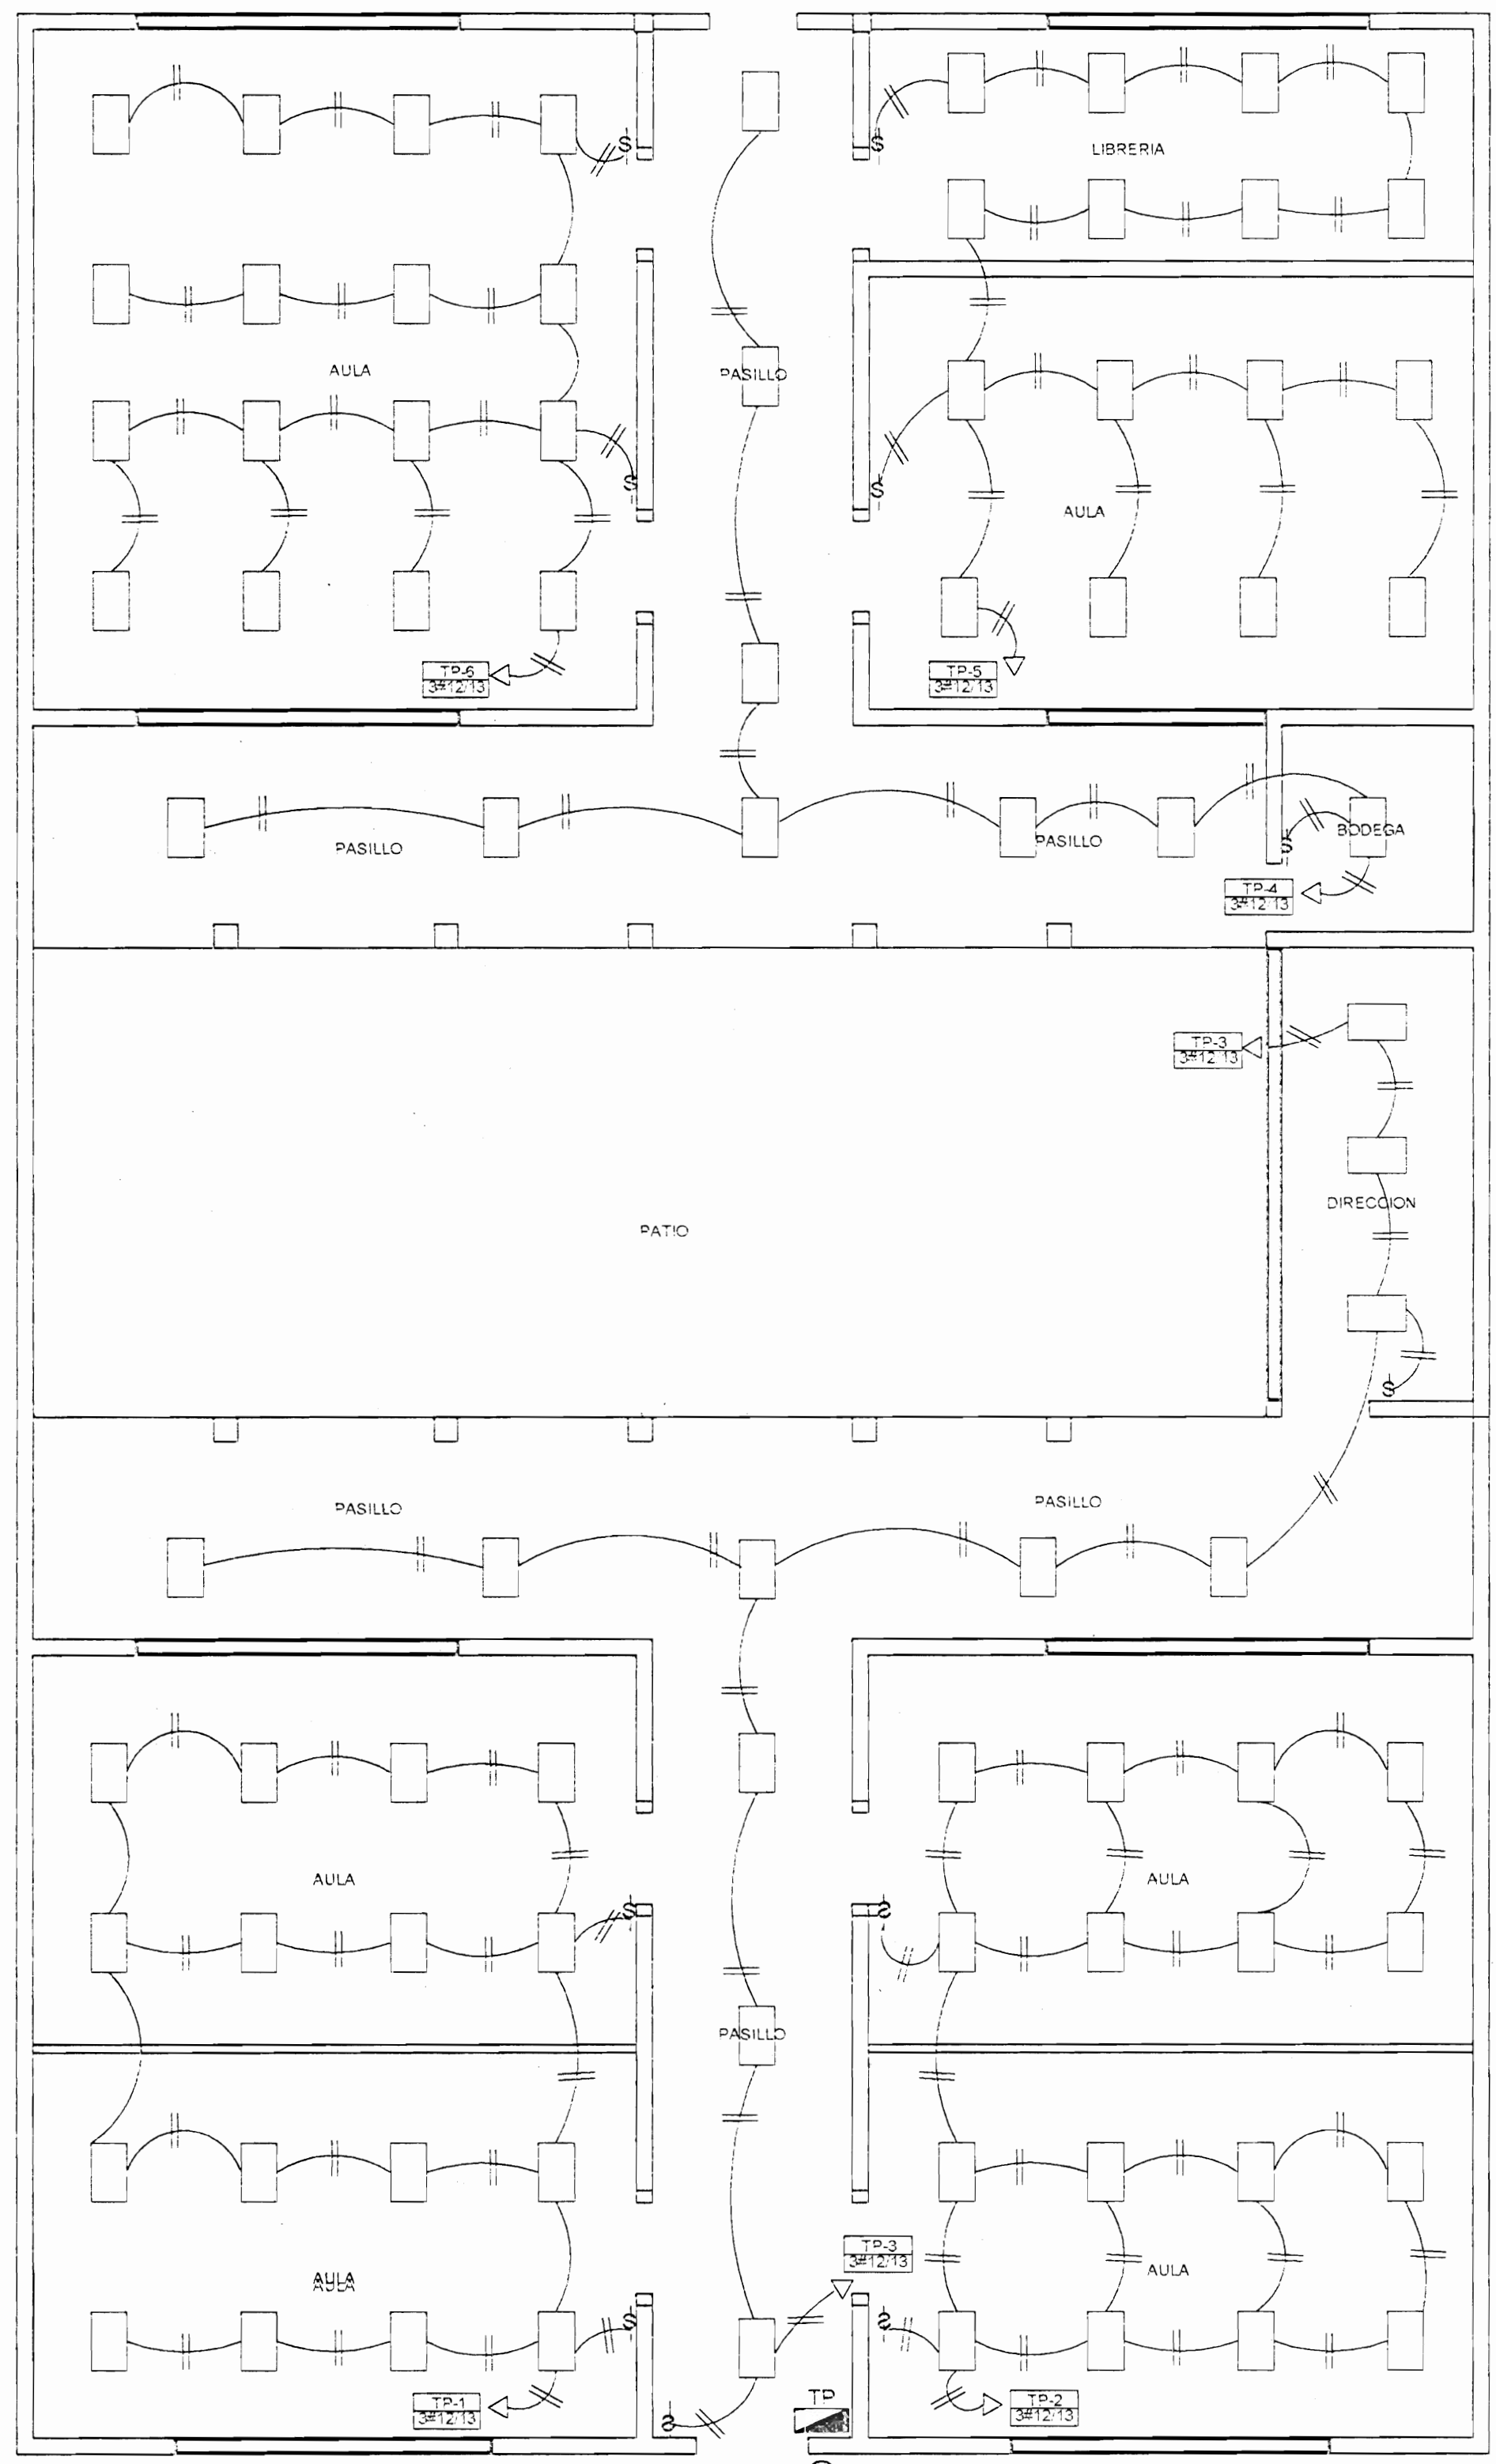 LIBRERIA
AULA
PASILLO
AULA
TP-6
3#12/13
TP-5
3#12/13
PASILLO
PASILLO
BODEGA
TP-4
3#12/13
TP-3
3#12/13
DIRECCION
PATIO
PASILLO
PASILLO
AULA
AULA
PASILLO
TP-3
3#12/13
AULA
AULA
AULA
TP-1
3#12/13
TP
TP-2
3#12/13
S
S
S
S
S
S
S
S
S
S
S